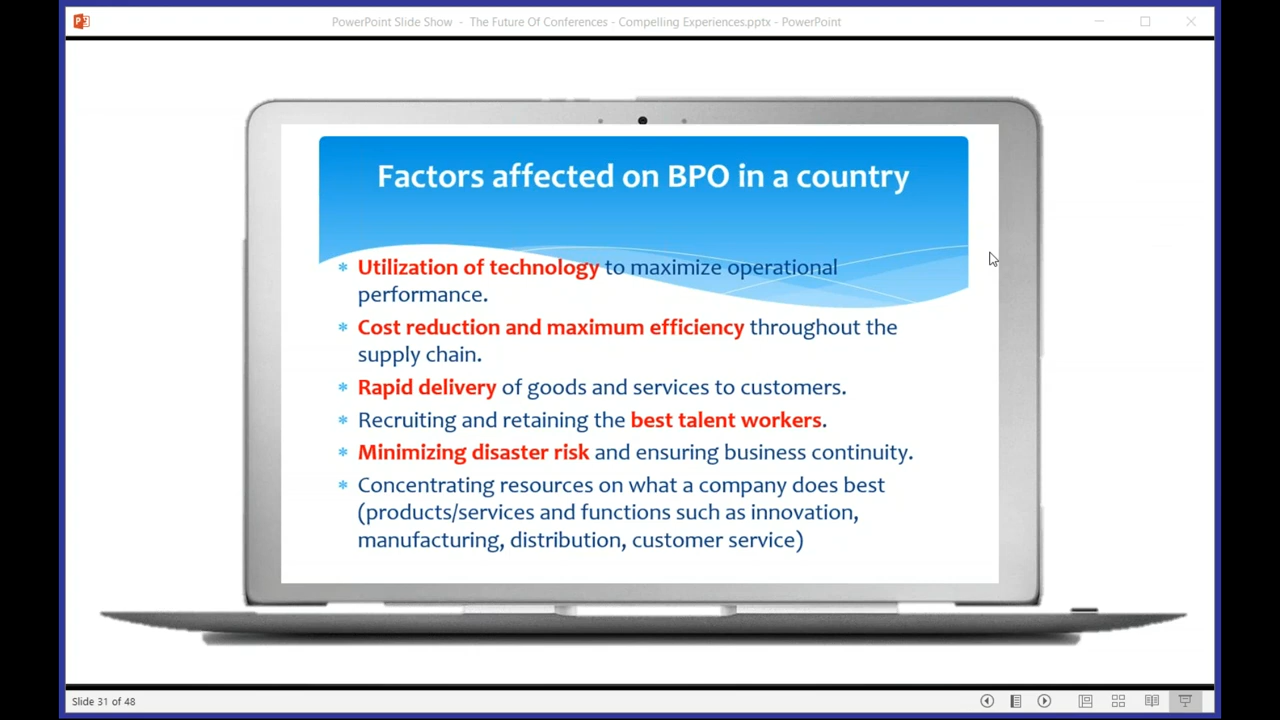 PowerPoint Slide Show - The Future Of Conferences - Compelling Experiences.pptx - PowerPoint
Factors affected on BPO in a country
* Utilization of technology to maximize operational
performance.
* Cost reduction and maximum efficiency throughout the
supply chain.
* Rapid delivery of goods and services to customers.
* Recruiting and retaining the best talent workers.
* Minimizing disaster risk and ensuring business continuity.
* Concentrating resources on what a company does best
(products/services and functions such as innovation,
manufacturing, distribution, customer service)
Slide 31 of 48